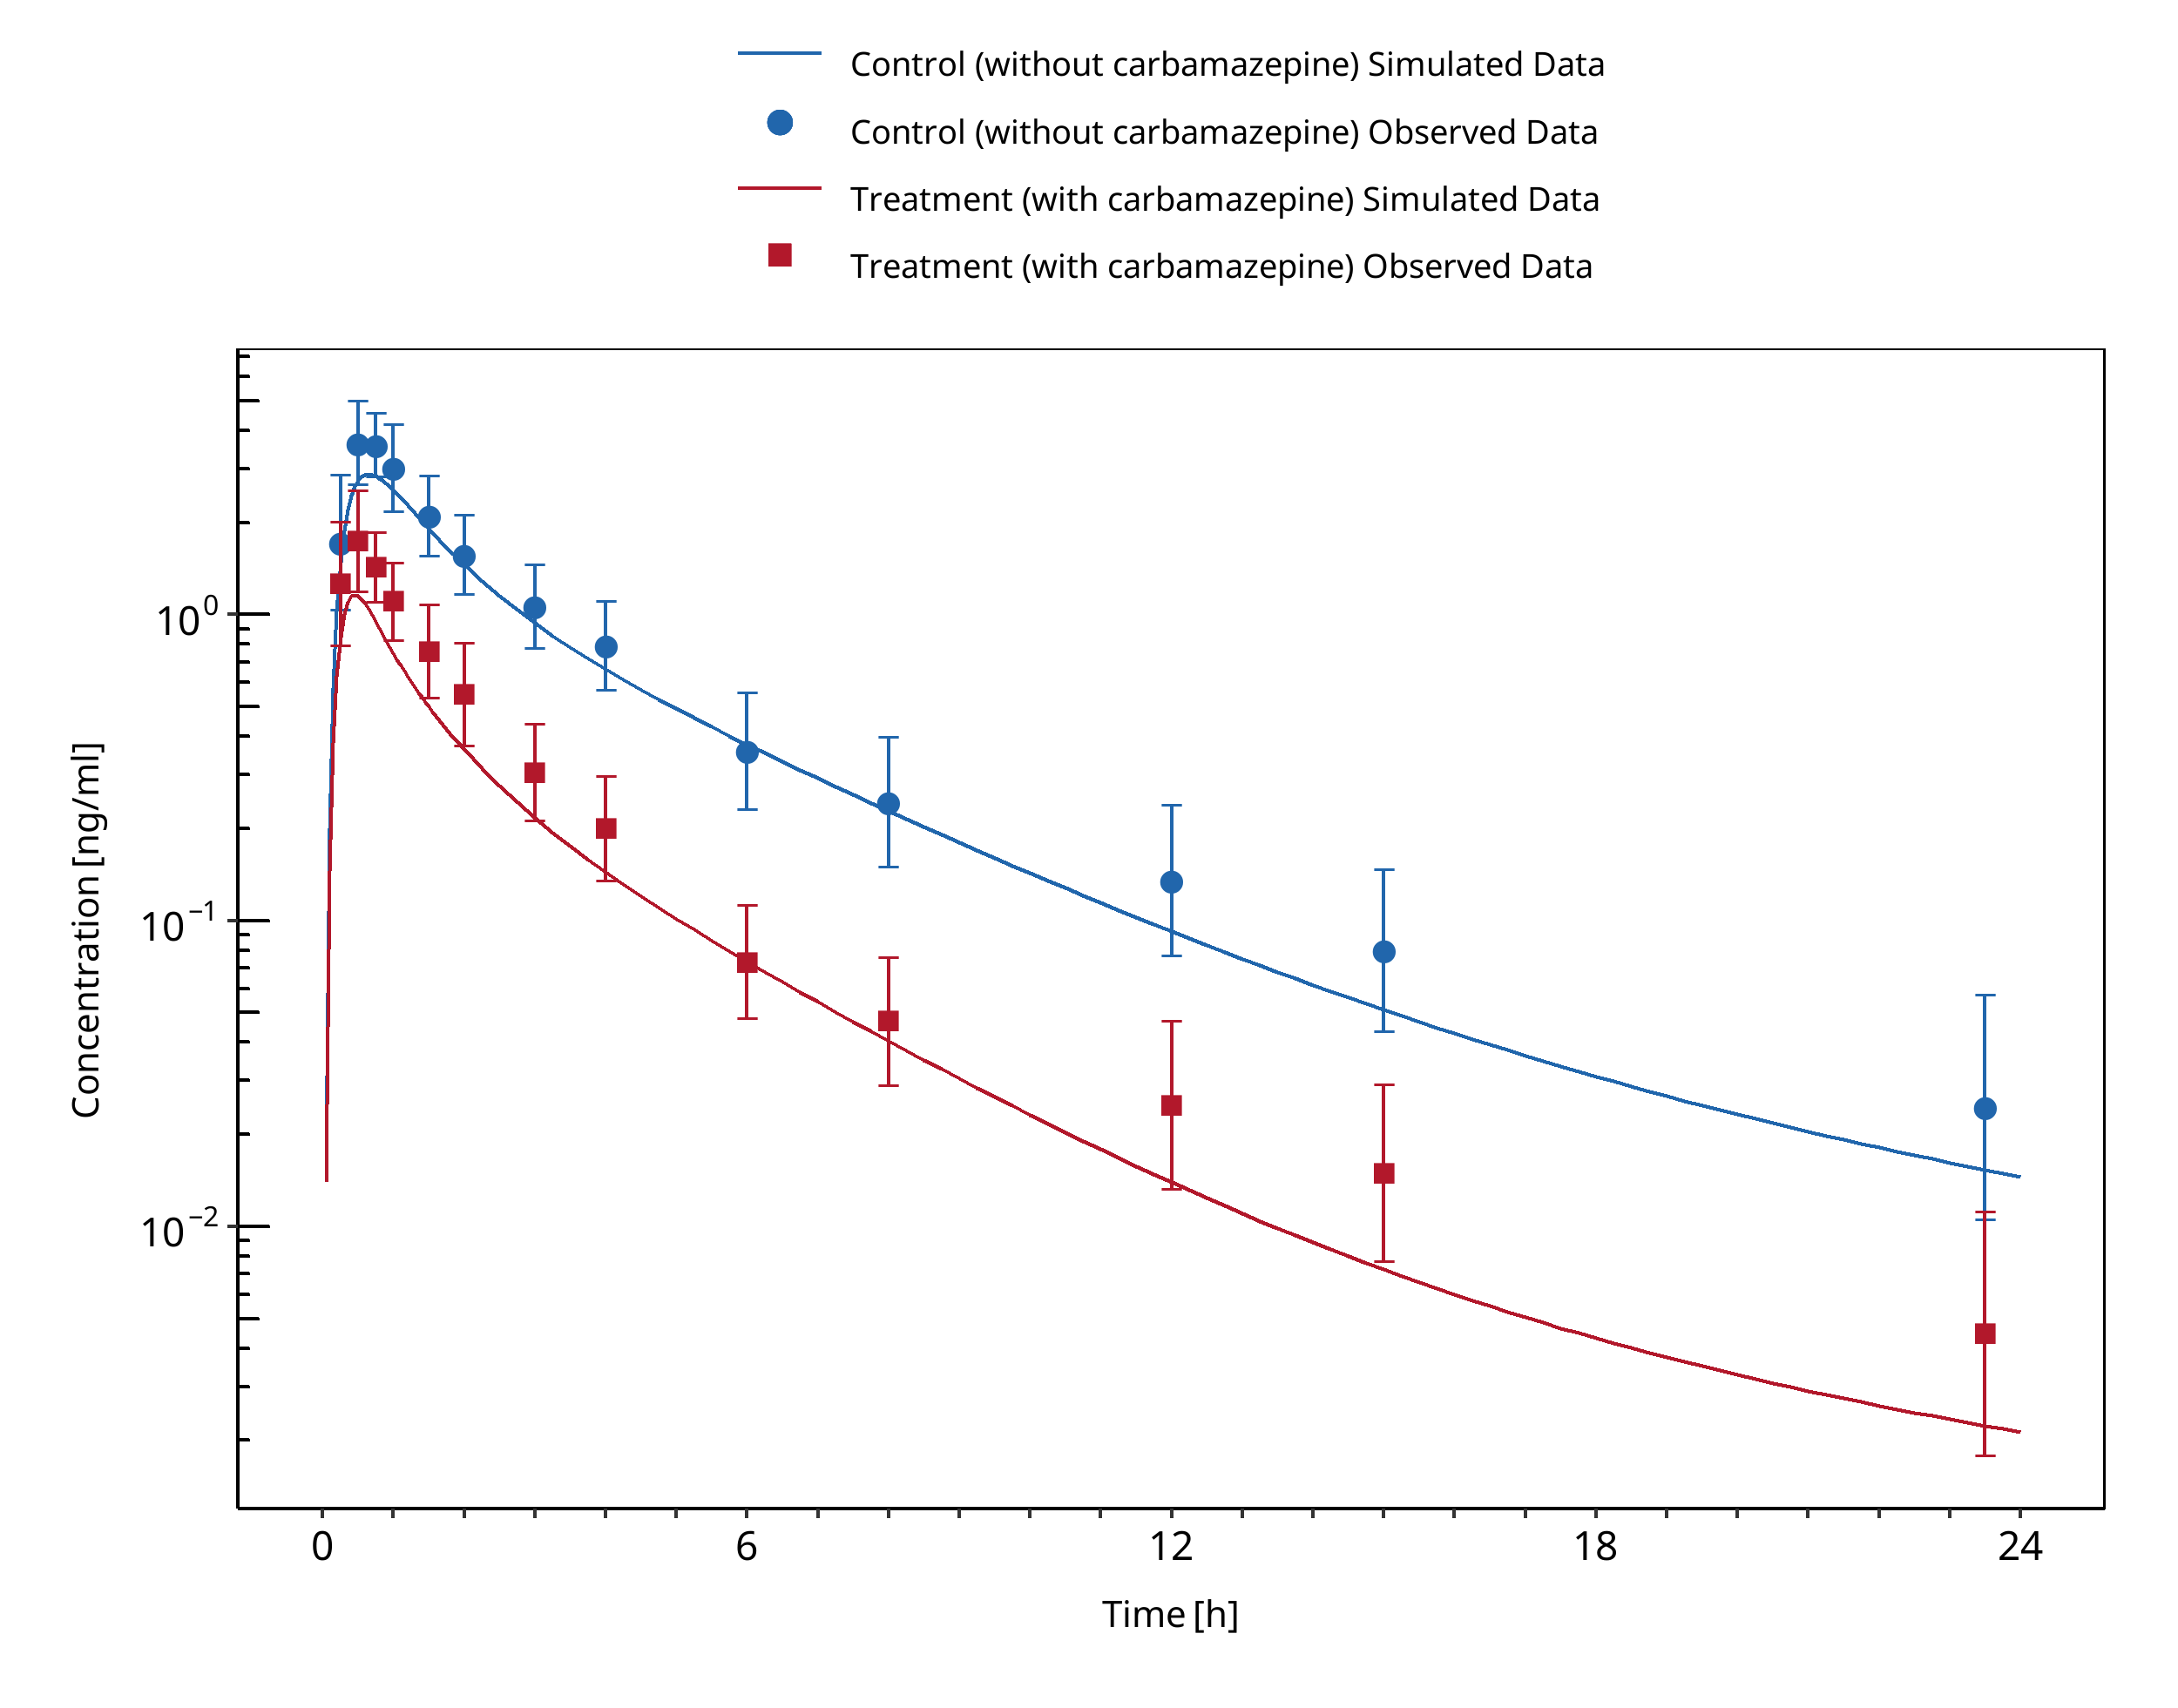 Control (without carbamazepine) Simulated Data
Control (without carbamazepine) Observed Data
Treatment (with carbamazepine) Simulated Data
Treatment (with carbamazepine) Observed Data
Concentration [ng/ml]
10⁰
10⁻¹
10⁻²
0 6 12 18 24
Time [h]